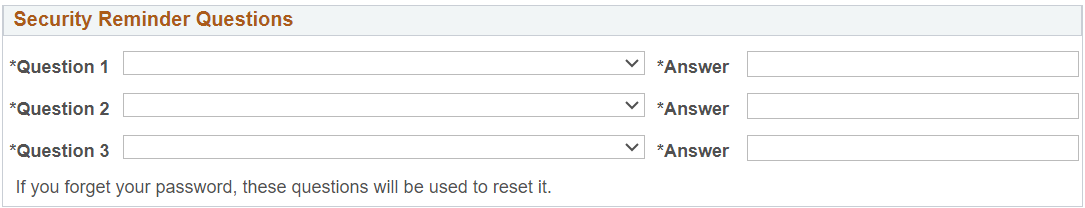 Security Reminder Questions
*Question 1 *Answer
*Question 2 *Answer
*Question 3 *Answer
If you forget your password, these questions will be used to reset it.